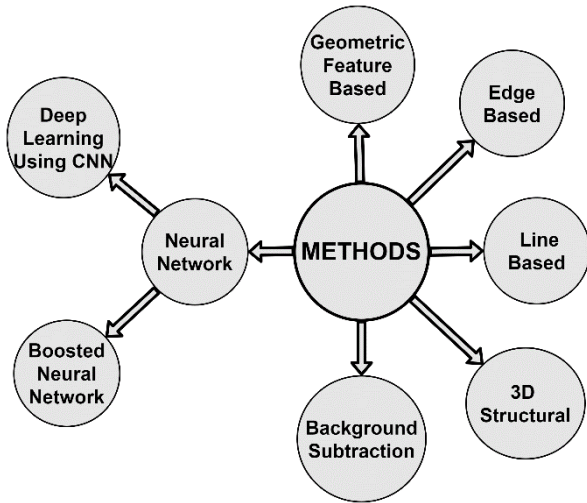 Geometric
Feature
Based
Edge
Based
Deep
Learning
Using CNN
Neural
Network
METHODS
Line
Based
Boosted
Neural
Network
3D
Structural
Background
Subtraction